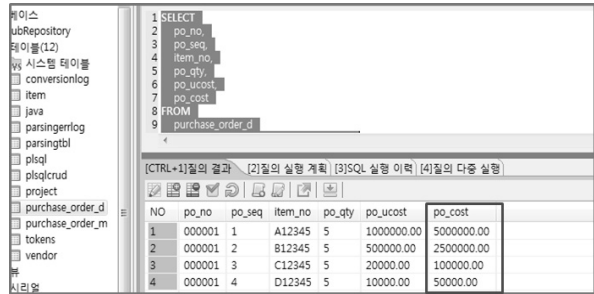 베이스
ubRepository
테이블(12)
시스템 테이블
conversionlog
item
java
parsingerrlog
parsingtbl
plsql
plsqlcrud
project
purchase_order_d
purchase_order_m
tokens
vendor
뷰
시리얼
1 SELECT
2 po_no,
3 po_seq,
4 item_no,
5 po_qty,
6 po_ucost,
7 po_cost
8 FROM
9 purchase_order_d
[CTRL+1]질의 결과 [2]질의 실행 계획 [3]SQL 실행 이력 [4]질의 다중 실행
NO po_no po_seq item_no po_qty po_ucost po_cost
1 000001 1 A12345 5 1000000.00 5000000.00
2 000001 2 B12345 5 500000.00 2500000.00
3 000001 3 C12345 5 20000.00 100000.00
4 000001 4 D12345 5 10000.00 50000.00